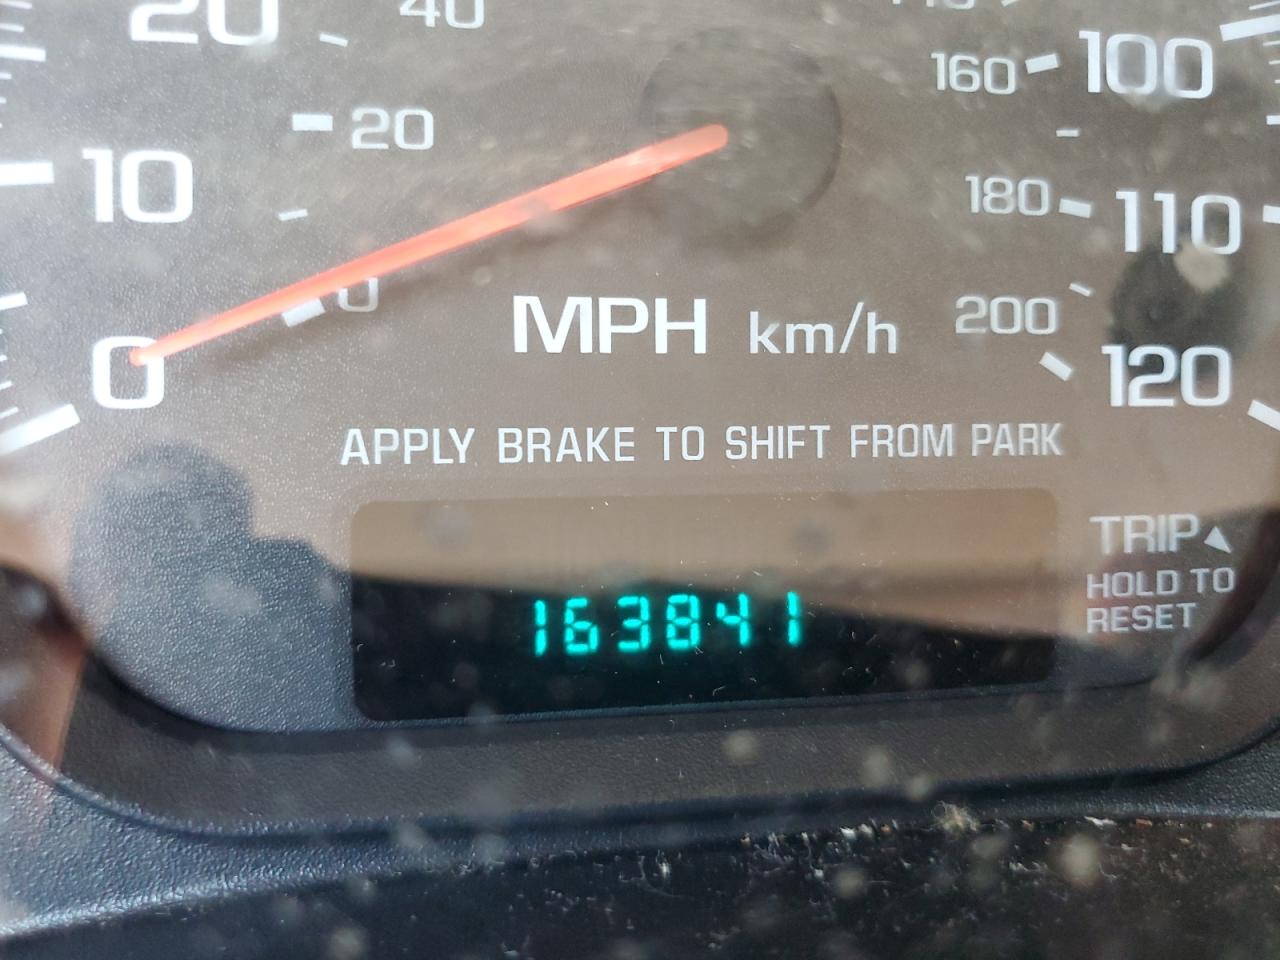 20
40
160
100
20
10
180
110
0
MPH km/h
200
0
120
APPLY BRAKE TO SHIFT FROM PARK
TRIP▲
HOLD TO
RESET
163841